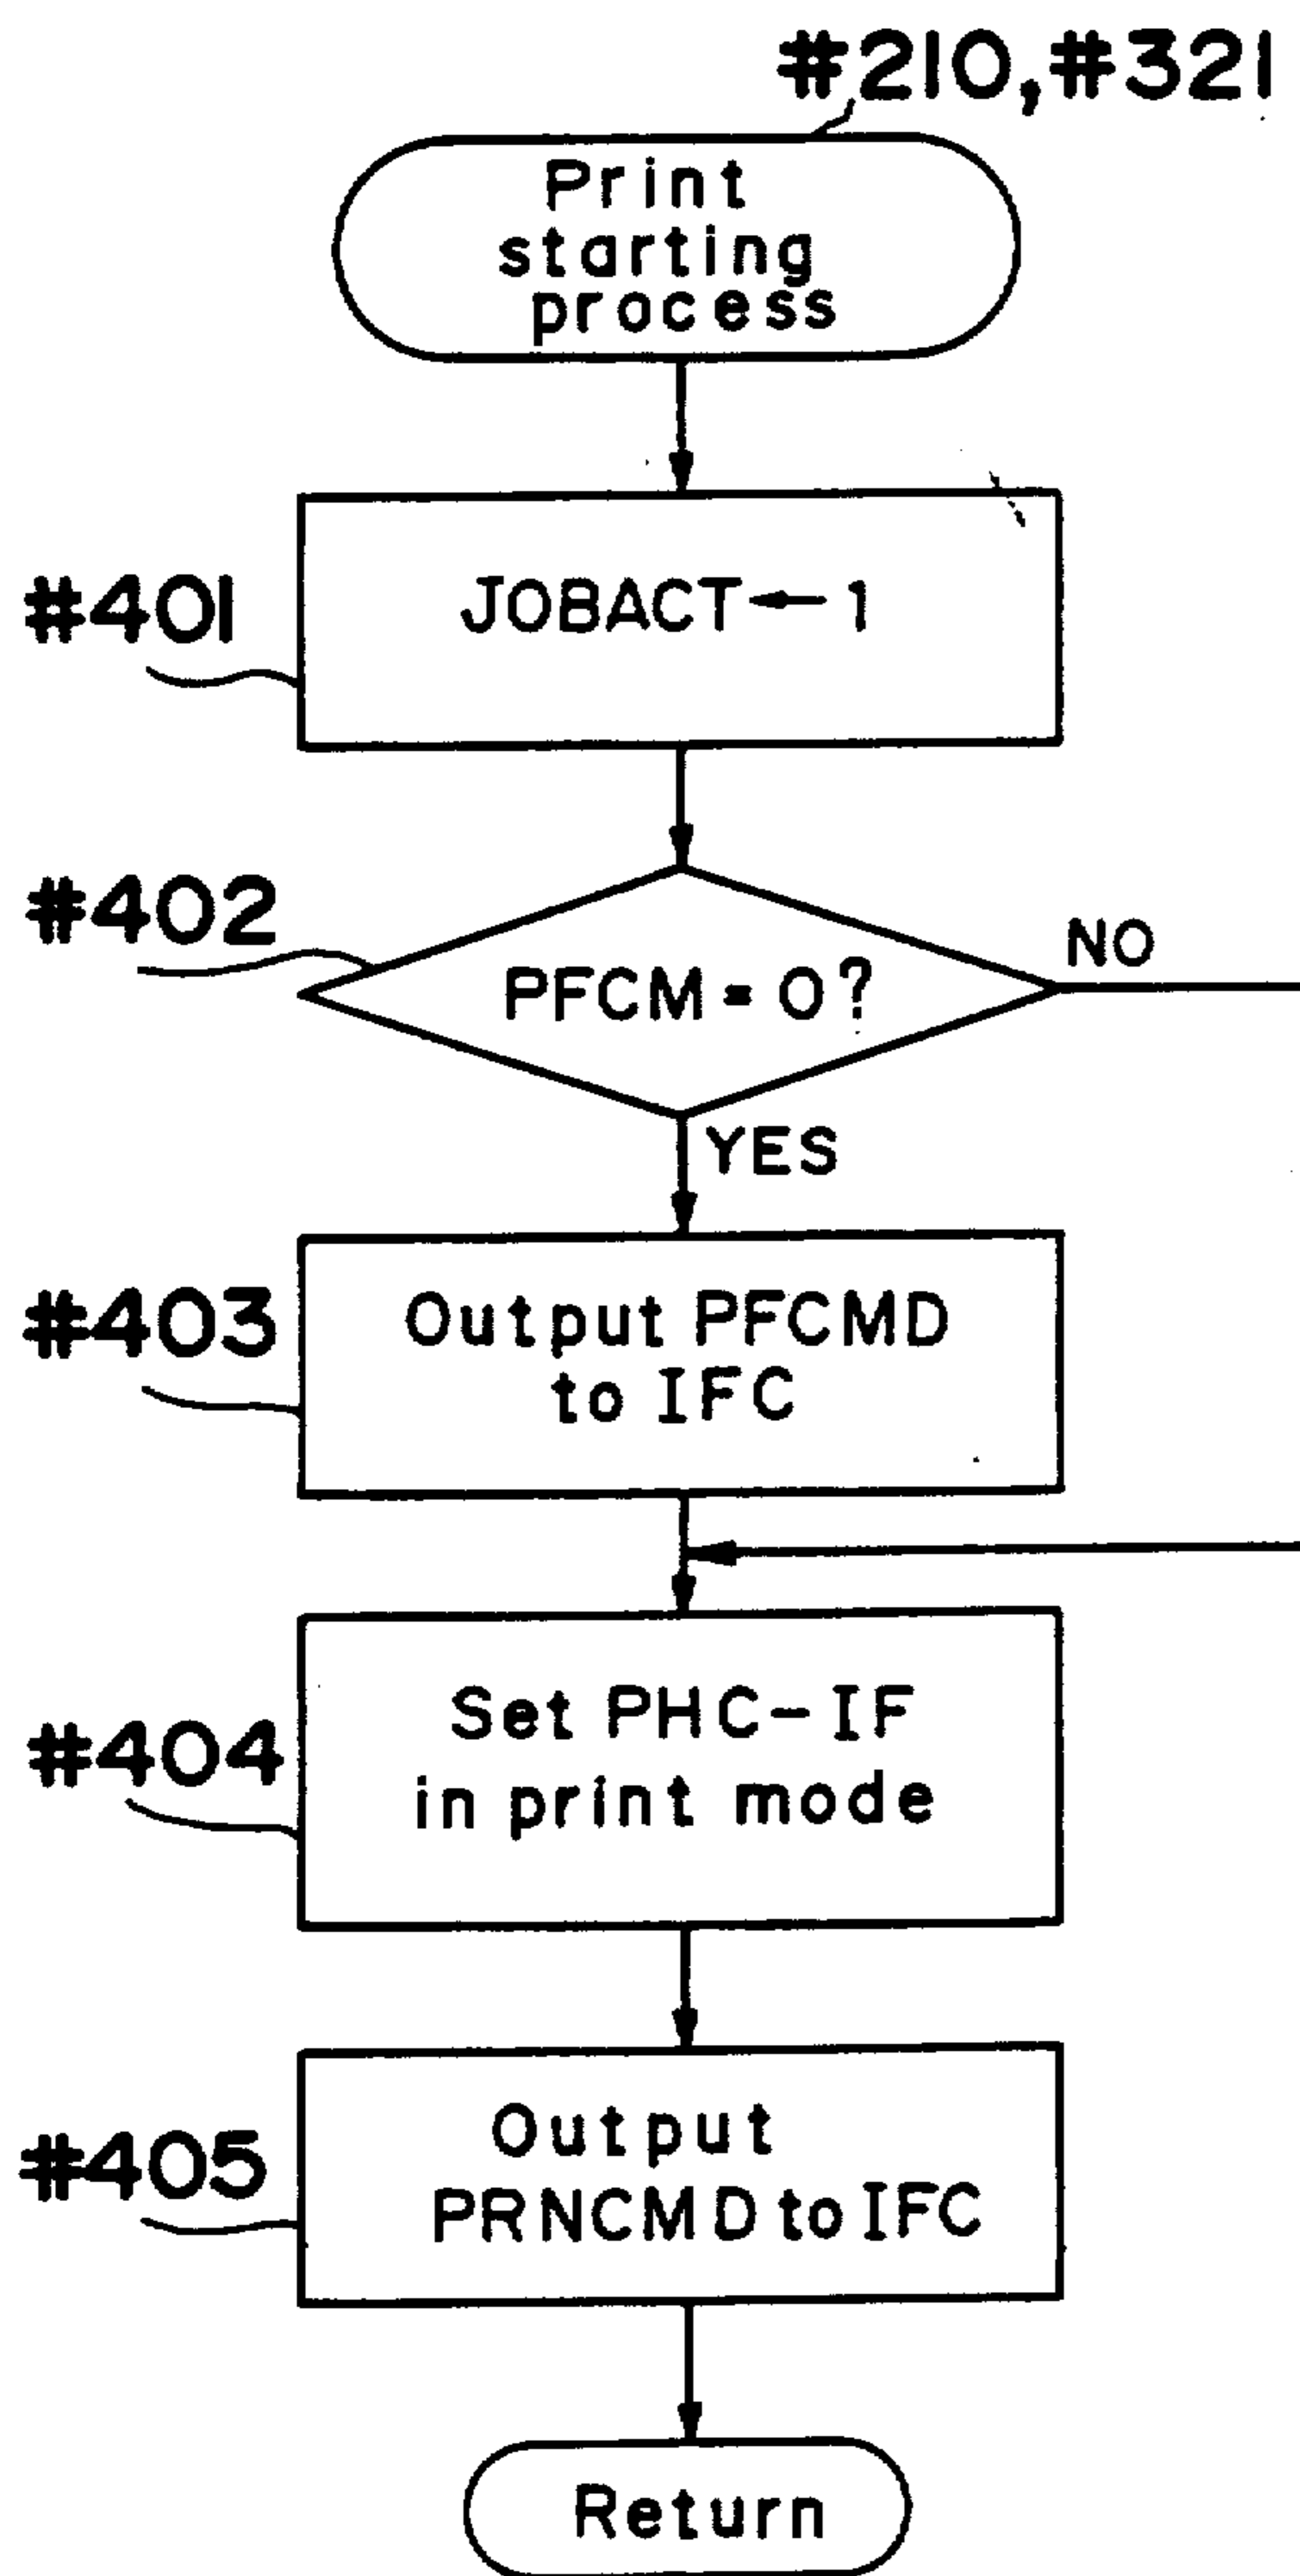 #210,#321
Print
starting
process
#401
JOBACT ← 1
#402
PFCM = 0?
NO
YES
#403
Output PFCMD
to IFC
#404
Set PHC-IF
in print mode
#405
Output
PRNCMD to IFC
Return